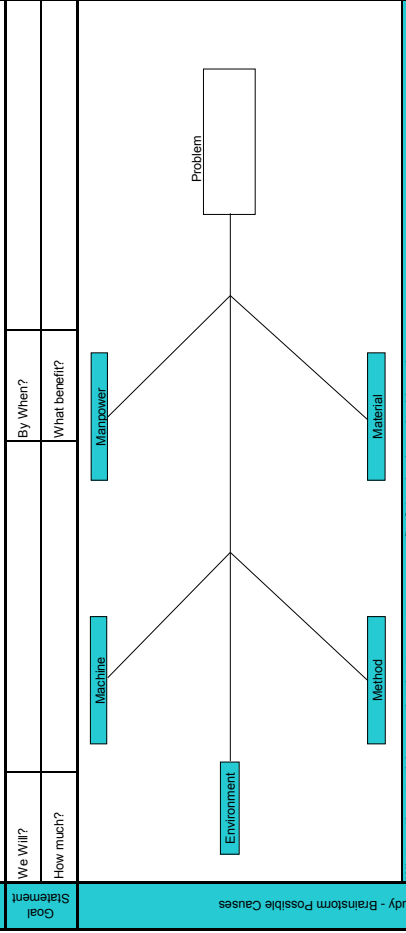 Goal
Statement
We Will?
By When?
How much?
What benefit?
dy - Brainstorm Possible Causes
Machine
Manpower
Problem
Environment
Method
Material